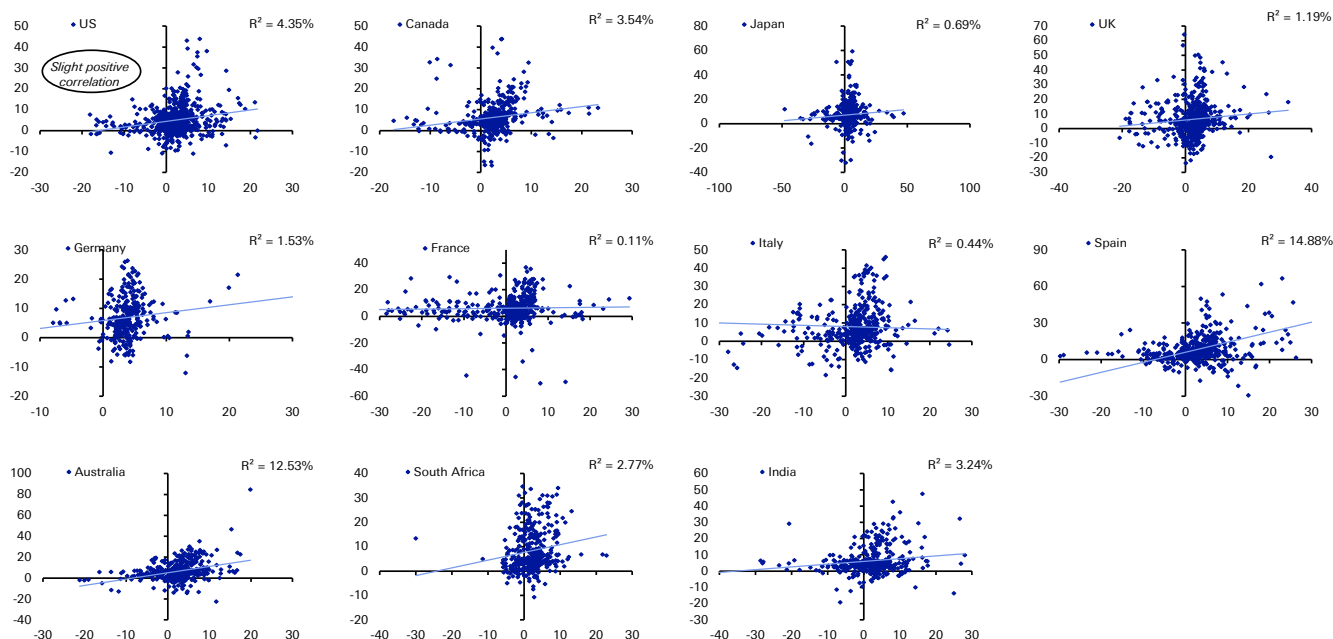 US
R² = 4.35%
Slight positive
correlation
50
40
30
20
10
0
-10
-20
-30 -20 -10 0 10 20 30
Canada
R² = 3.54%
50
40
30
20
10
0
-10
-20
-20 -10 0 10 20 30
Japan
R² = 0.69%
80
60
40
20
0
-20
-40
-100 -50 0 50 100
UK
R² = 1.19%
70
60
50
40
30
20
10
0
-10
-20
-30
-40 -20 0 20 40
Germany
R² = 1.53%
30
20
10
0
-10
-20
-10 0 10 20 30
France
R² = 0.11%
40
20
0
-20
-40
-60
-30 -20 -10 0 10 20 30
Italy
R² = 0.44%
50
40
30
20
10
0
-10
-20
-30
-30 -20 -10 0 10 20 30
Spain
R² = 14.88%
90
60
30
0
-30
-30 -20 -10 0 10 20 30
Australia
R² = 12.53%
100
80
60
40
20
0
-20
-40
-30 -20 -10 0 10 20 30
South Africa
R² = 2.77%
40
30
20
10
0
-10
-20
-40 -30 -20 -10 0 10 20 30
India
R² = 3.24%
60
50
40
30
20
10
0
-10
-20
-30
-40 -30 -20 -10 0 10 20 30